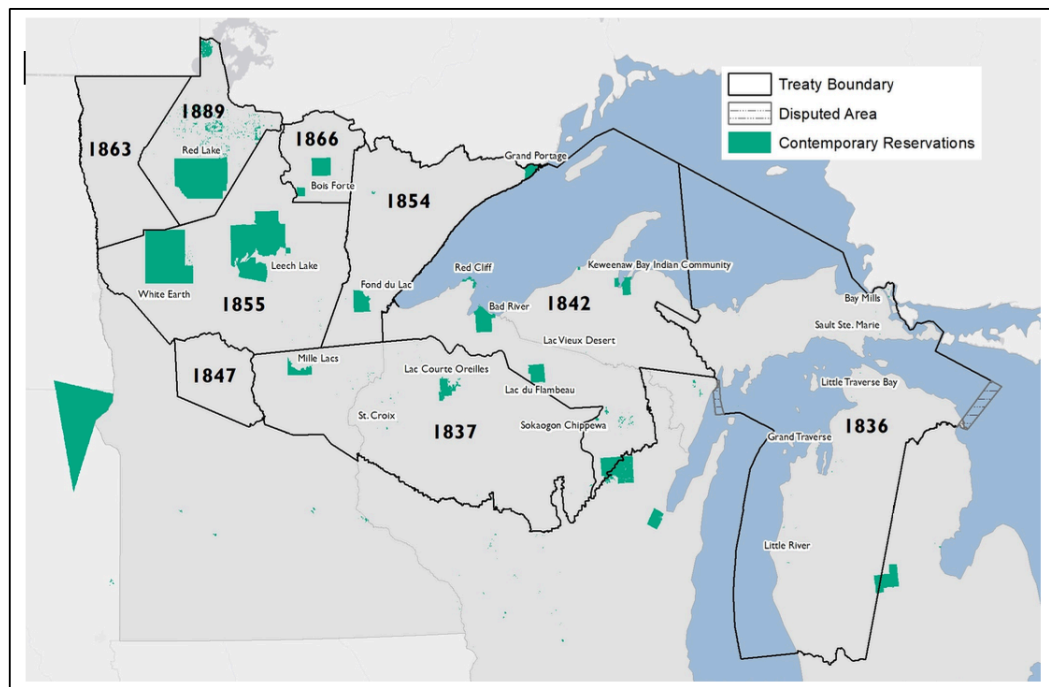 Treaty Boundary
Disputed Area
Contemporary Reservations
1889
1863
Red Lake
1866
Bois Forte
Grand Portage
1854
Leech Lake
White Earth
1855
Fond du Lac
Red Cliff
Bad River
Keweenaw Bay Indian Community
1842
Lac Vieux Desert
Bay Mills
Sault Ste. Marie
1847
Mille Lacs
Lac Courte Oreilles
Lac du Flambeau
St. Croix
1837
Sokaogon Chippewa
Little Traverse Bay
1836
Grand Traverse
Little River